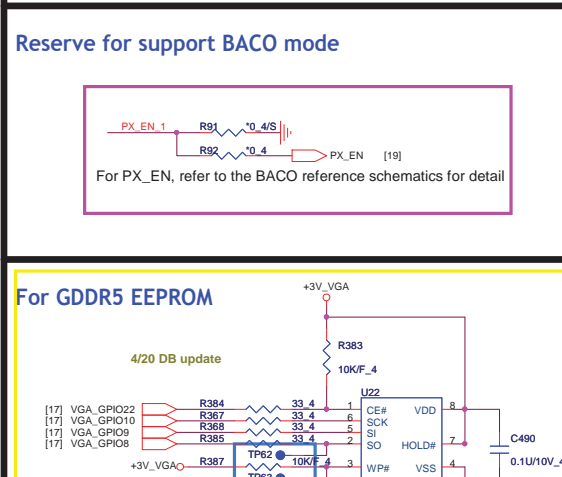 Reserve for support BACO mode
PX_EN_1 R91 *0_4/S
R92 *0_4 PX_EN [19]
For PX_EN, refer to the BACO reference schematics for detail
For GDDR5 EEPROM
+3V_VGA
4/20 DB update
R383
10K/F_4
U22
[17] VGA_GPIO22 R384 33_4 1 CE# VDD 8
[17] VGA_GPIO10 R367 33_4 6 SCK
[17] VGA_GPIO9 R368 33_4 5 SI
[17] VGA_GPIO8 R385 33_4 2 SO HOLD# 7
C490
TP62
+3V_VGA R387 10K/F_4 3 WP# VSS 4
0.1U/10V_4
TP63